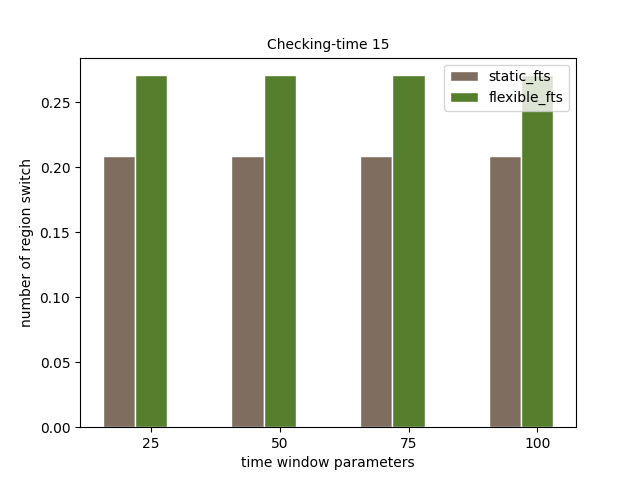 Checking-time 15
static_fts
flexible_fts
number of region switch
0.25
0.20
0.15
0.10
0.05
0.00
25 50 75 100
time window parameters